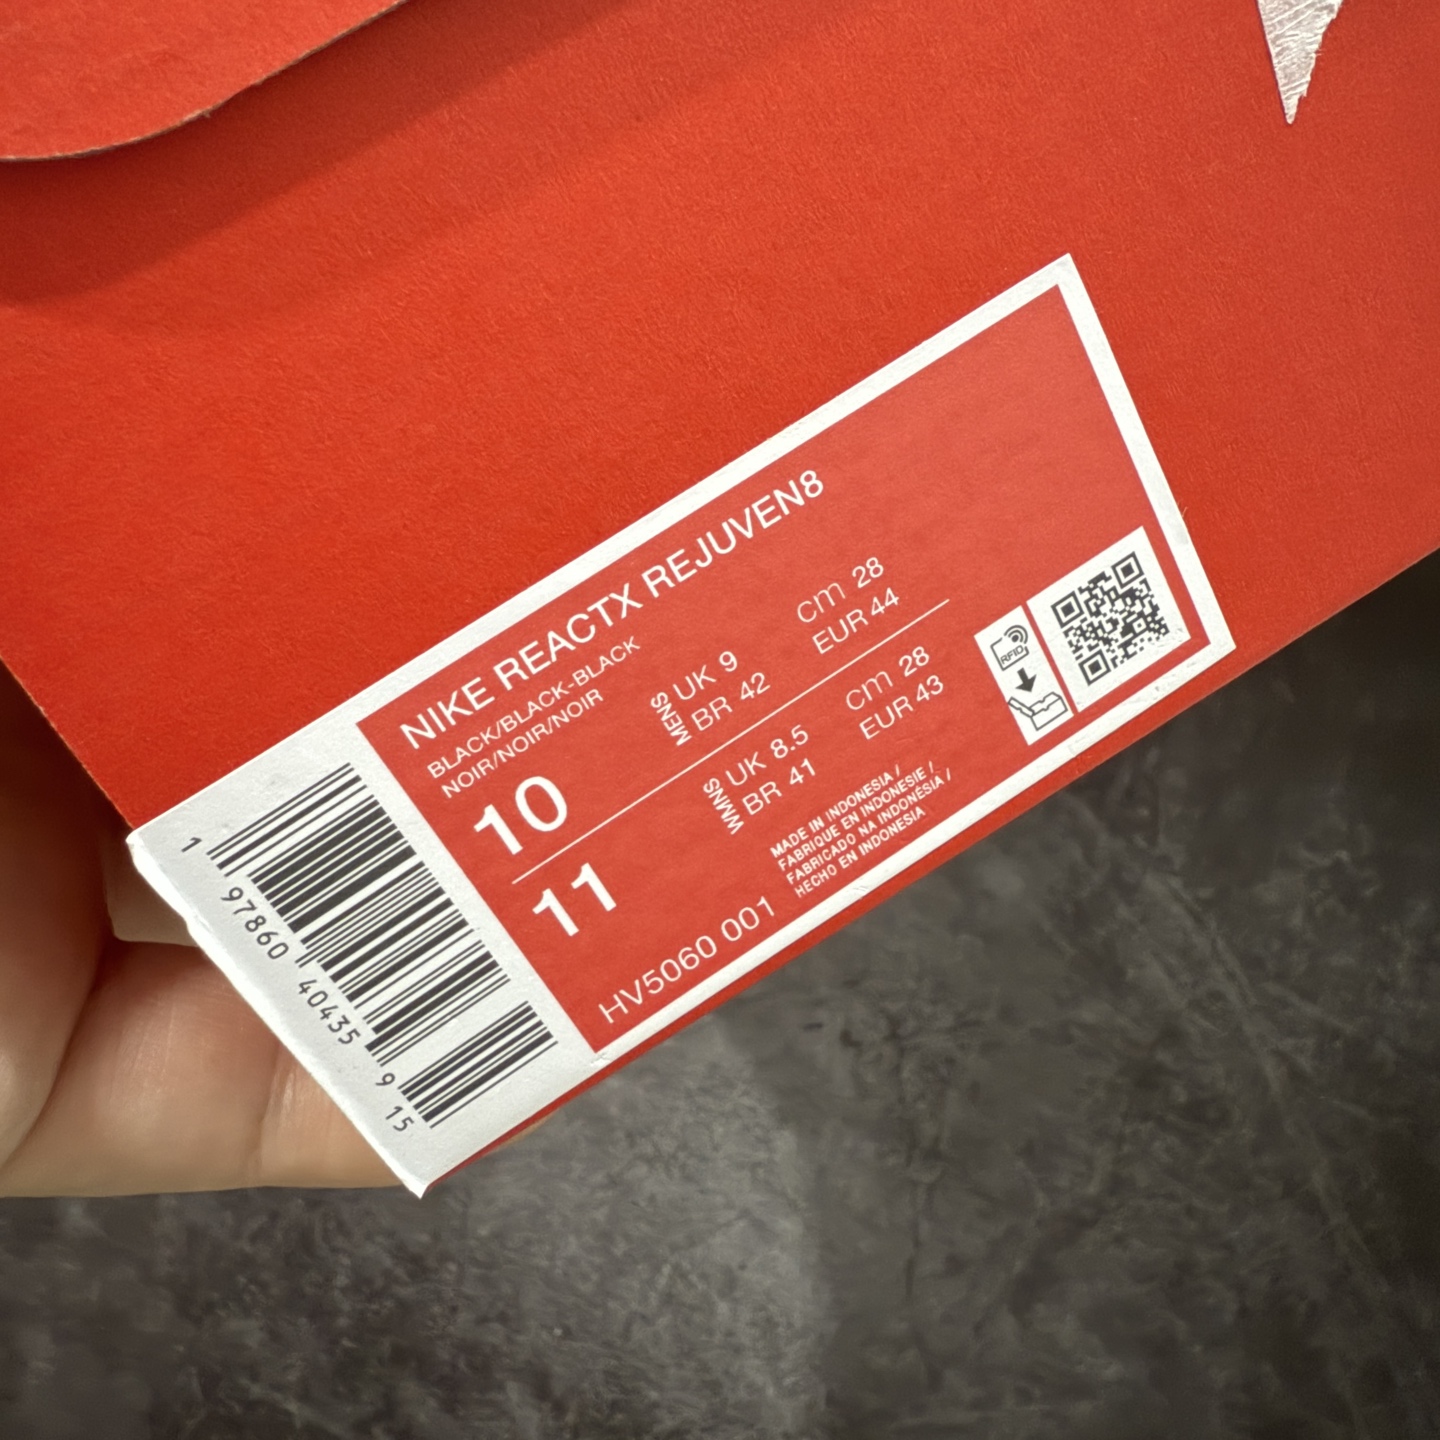 NIKE REACTX REJUVEN8
BLACK/BLACK-BLACK
NOIR/NOIR/NOIR
10
MENS
UK 9
BR 42
cm 28
EUR 44
11
WMNS
UK 8.5
BR 41
cm 28
EUR 43
HV5060 001
MADE IN INDONESIA /
FABRIQUE EN INDONESIE /
FABRICADO NA INDONÉSIA /
HECHO EN INDONESIA
RFID
1 97860 40435 9 15